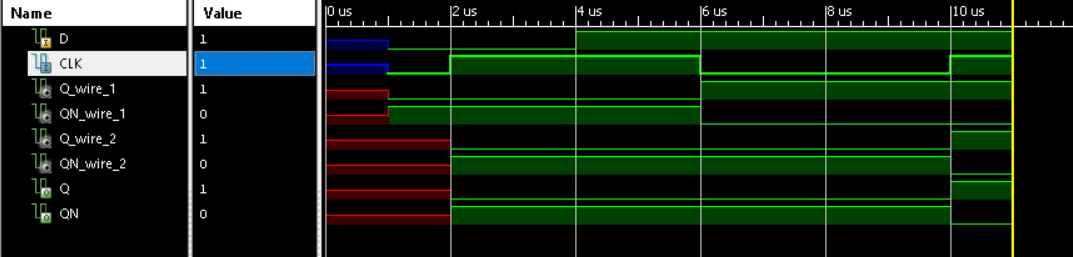 Name Value 0 us 2 us 4 us 6 us 8 us 10 us
D 1
CLK 1
Q_wire_1 1
QN_wire_1 0
Q_wire_2 1
QN_wire_2 0
Q 1
QN 0